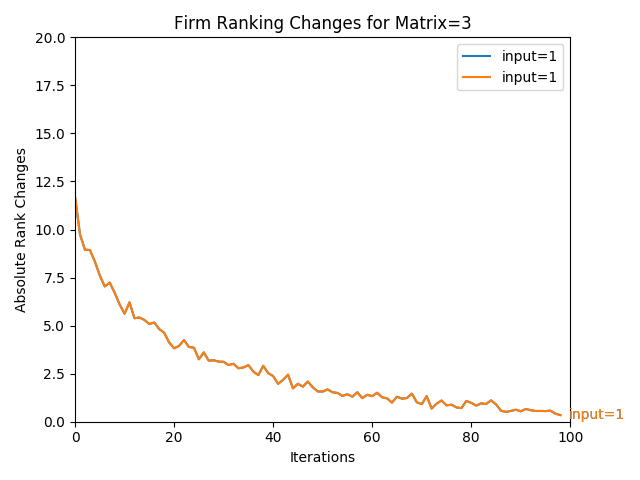 Firm Ranking Changes for Matrix=3
20.0
17.5
15.0
12.5
10.0
7.5
5.0
2.5
0.0
Absolute Rank Changes
input=1
input=1
input=1
0
20
40
60
80
100
Iterations